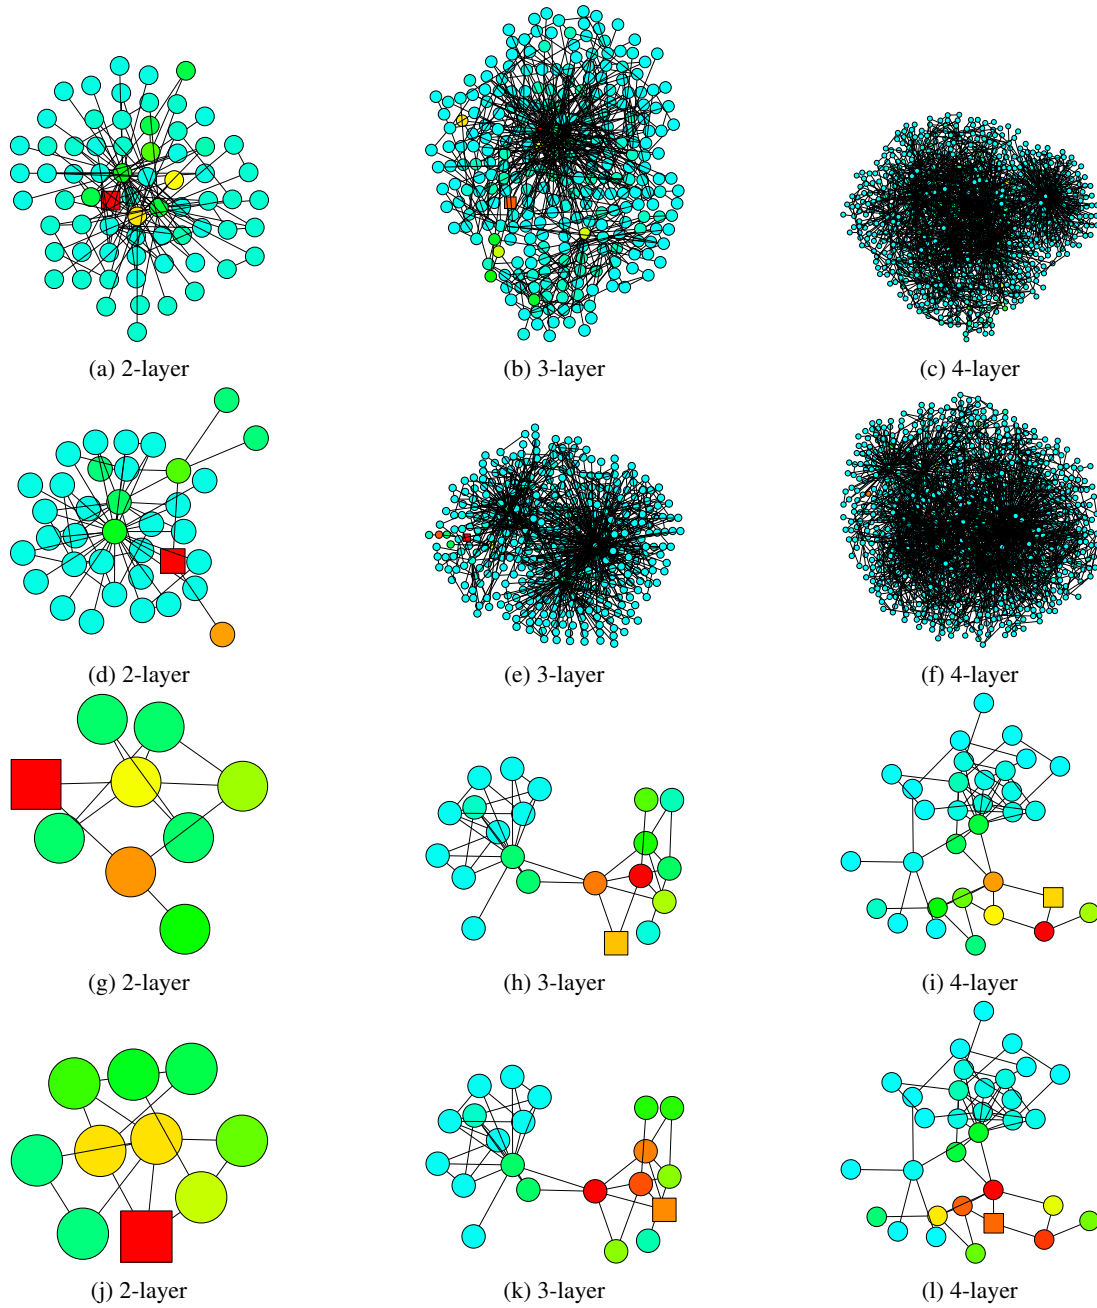 (a) 2-layer
(b) 3-layer
(c) 4-layer
(d) 2-layer
(e) 3-layer
(f) 4-layer
(g) 2-layer
(h) 3-layer
(i) 4-layer
(j) 2-layer
(k) 3-layer
(l) 4-layer